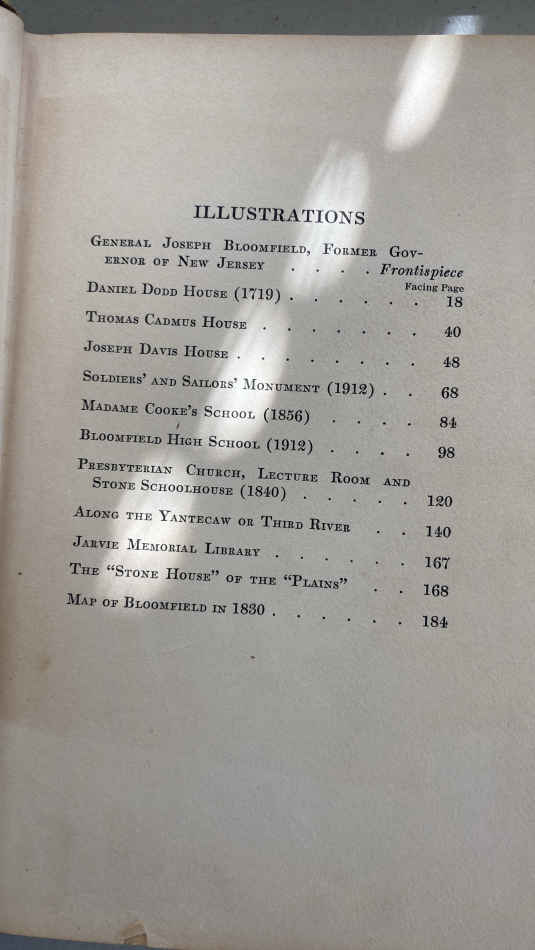 ILLUSTRATIONS
General Joseph Bloomfield, Former Gov-
ernor of New Jersey . . . . Frontispiece
Facing Page
Daniel Dodd House (1719) . . . . . . 18
Thomas Cadmus House . . . . . . . 40
Joseph Davis House . . . . . . . . 48
Soldiers' and Sailors' Monument (1912) . . 68
Madame Cooke's School (1856) . . . . 84
Bloomfield High School (1912) . . . . 98
Presbyterian Church, Lecture Room and
Stone Schoolhouse (1840) . . . . . 120
Along the Yantecaw or Third River . . 140
Jarvie Memorial Library . . . . . . 167
The "Stone House" of the "Plains" . . 168
Map of Bloomfield in 1830 . . . . . . 184